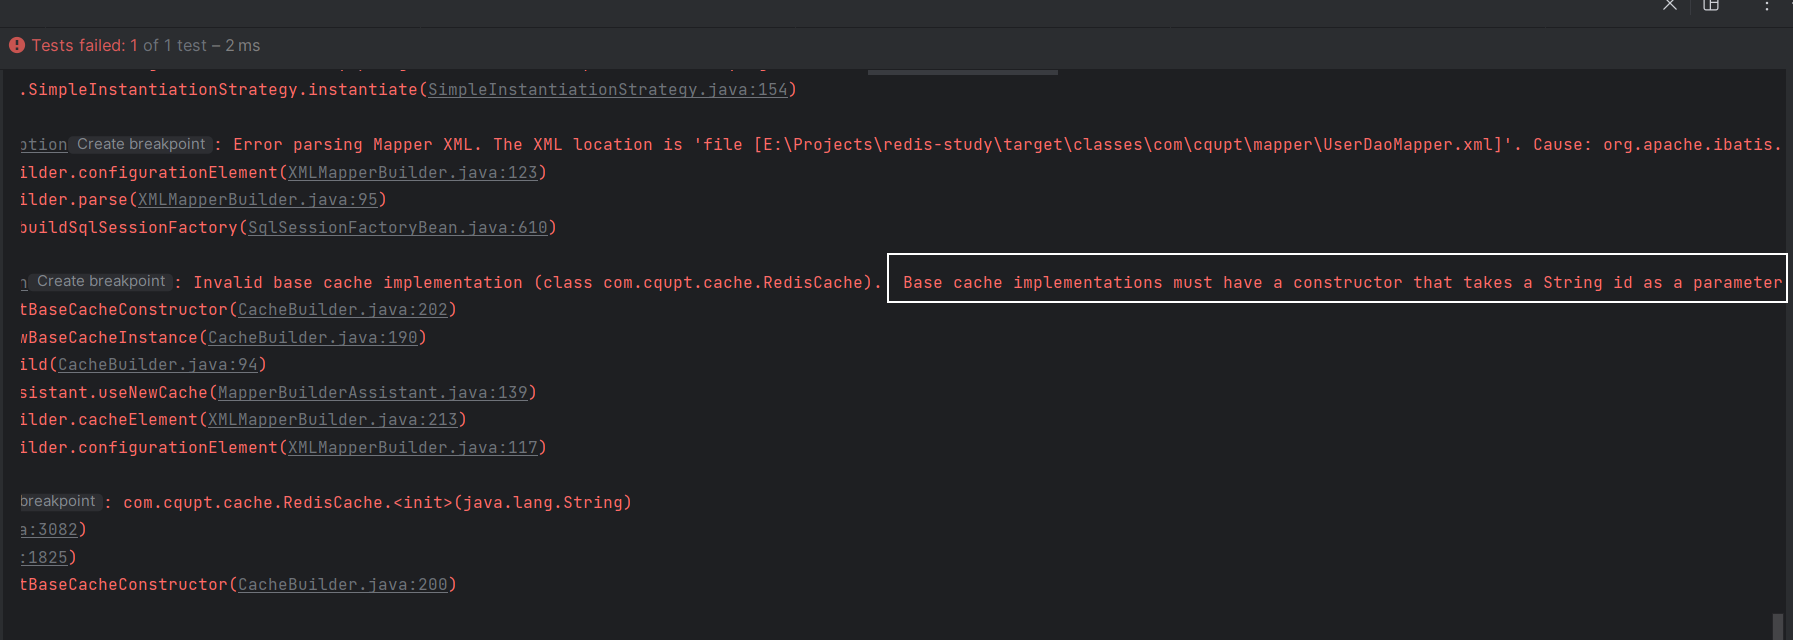 Tests failed: 1 of 1 test – 2 ms
.SimpleInstantiationStrategy.instantiate(SimpleInstantiationStrategy.java:154)
ption Create breakpoint : Error parsing Mapper XML. The XML location is 'file [E:\Projects\redis-study\target\classes\com\cqupt\mapper\UserDaoMapper.xml]'. Cause: org.apache.ibatis.
ilder.configurationElement(XMLMapperBuilder.java:123)
ilder.parse(XMLMapperBuilder.java:95)
buildSqlSessionFactory(SqlSessionFactoryBean.java:610)
n Create breakpoint : Invalid base cache implementation (class com.cqupt.cache.RedisCache). Base cache implementations must have a constructor that takes a String id as a parameter
tBaseCacheConstructor(CacheBuilder.java:202)
wBaseCacheInstance(CacheBuilder.java:190)
ild(CacheBuilder.java:94)
sistant.useNewCache(MapperBuilderAssistant.java:139)
ilder.cacheElement(XMLMapperBuilder.java:213)
ilder.configurationElement(XMLMapperBuilder.java:117)
breakpoint : com.cqupt.cache.RedisCache.<init>(java.lang.String)
a:3082)
:1825)
tBaseCacheConstructor(CacheBuilder.java:200)